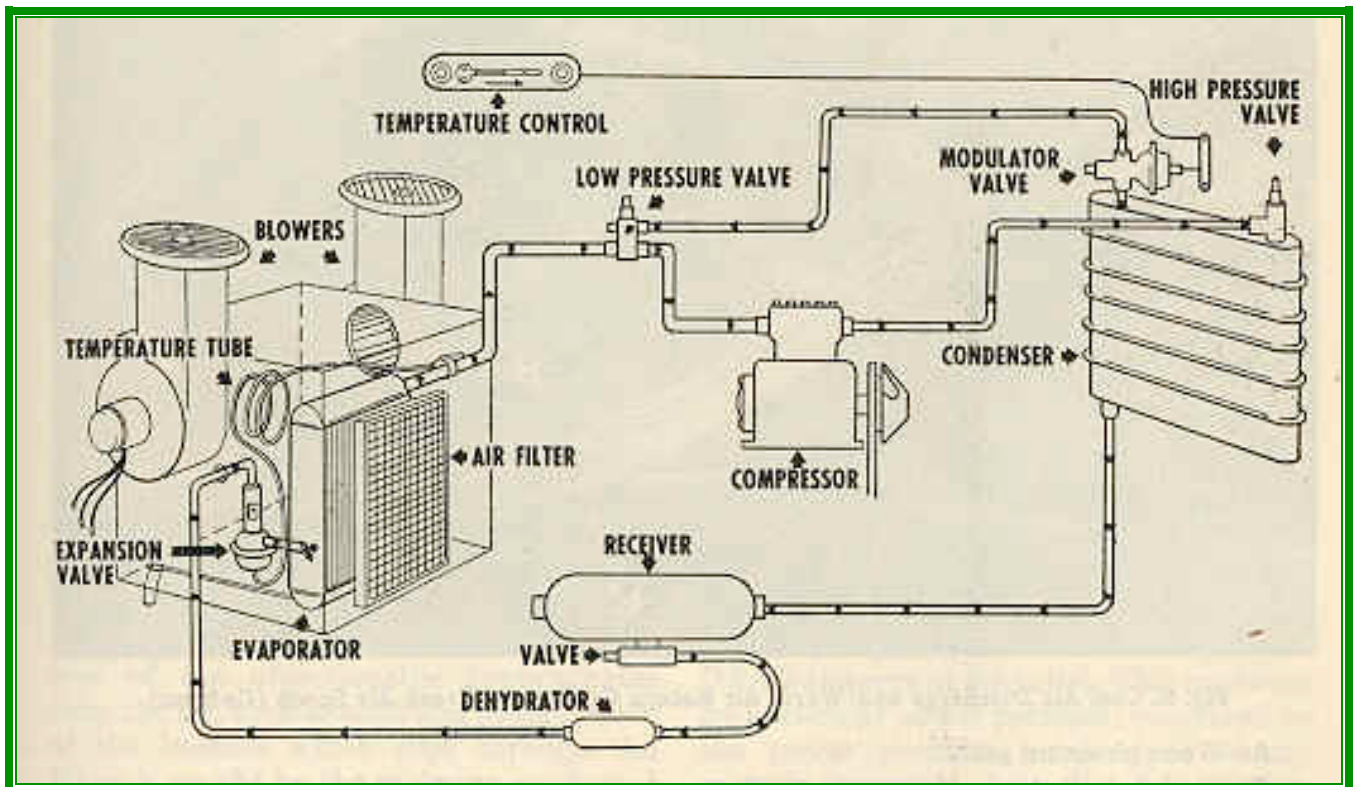 TEMPERATURE CONTROL
HIGH PRESSURE
VALVE
MODULATOR
VALVE
LOW PRESSURE VALVE
BLOWERS
TEMPERATURE TUBE
CONDENSER
AIR FILTER
COMPRESSOR
EXPANSION
VALVE
RECEIVER
EVAPORATOR
VALVE
DEHYDRATOR